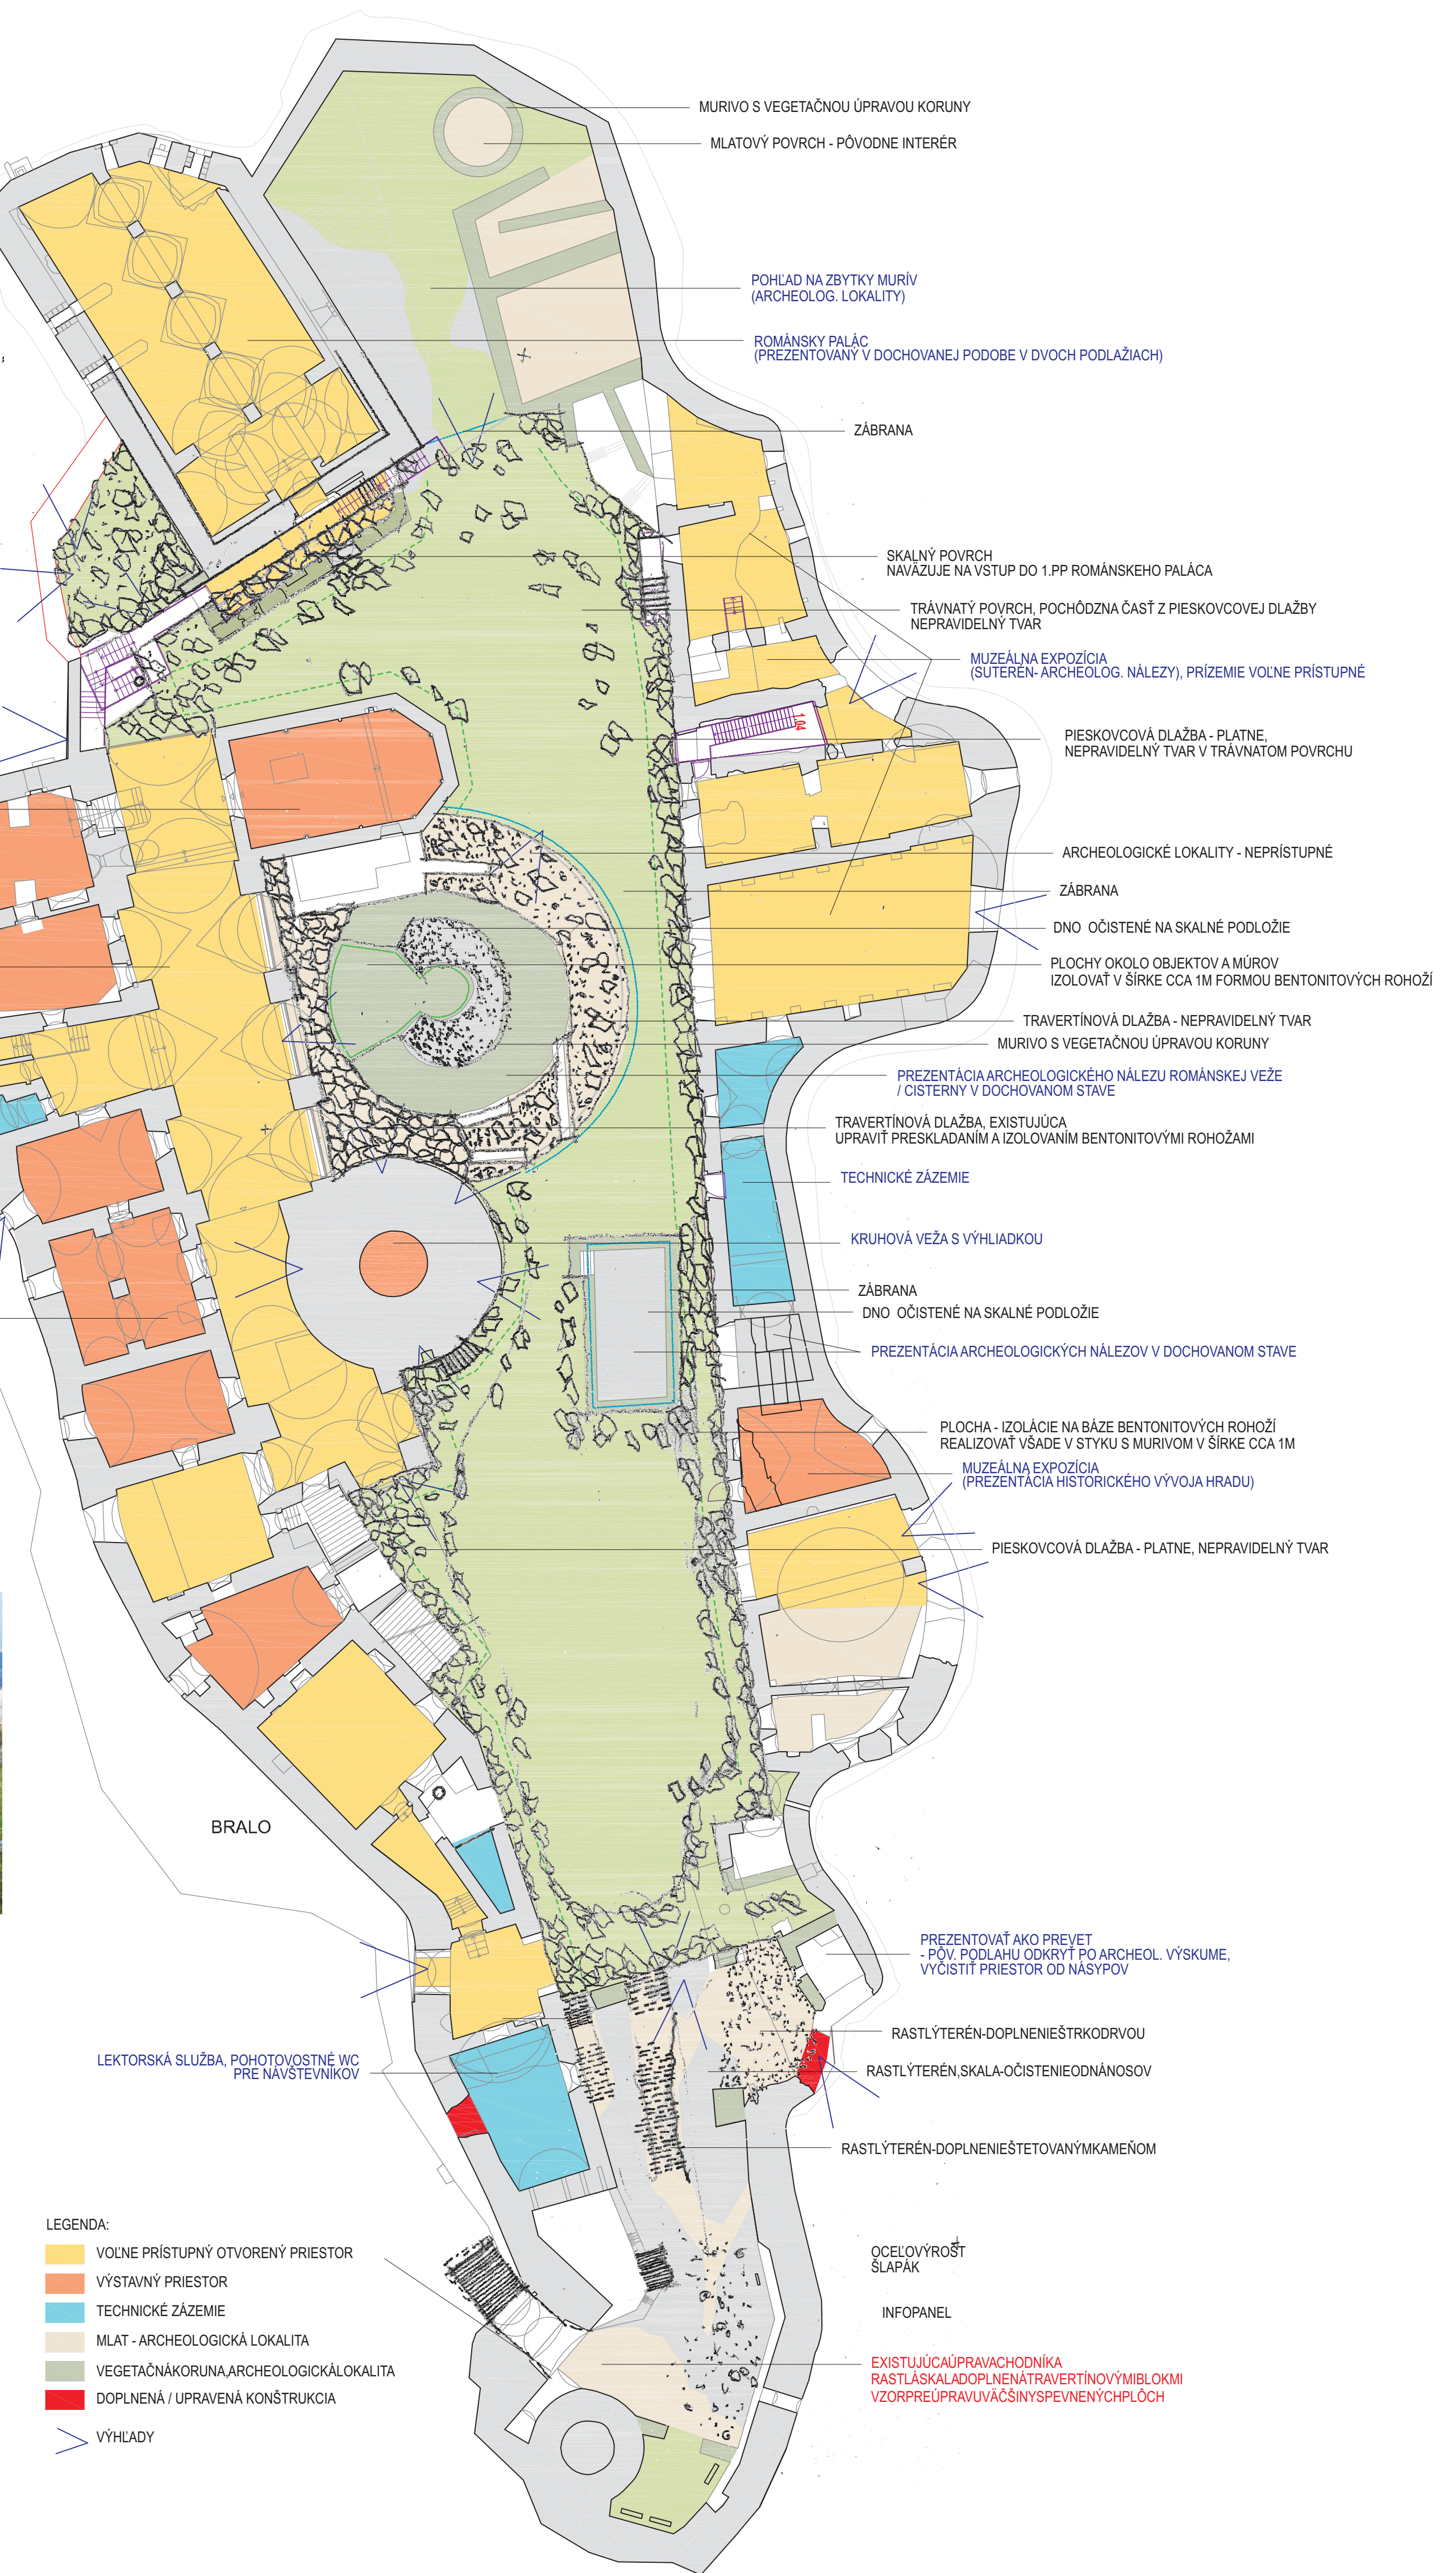 MURIVO S VEGETAČNOU ÚPRAVOU KORUNY
MLATOVÝ POVRCH - PÔVODNE INTERÉR
POHĽAD NA ZBYTKY MURÍV
(ARCHEOLOG. LOKALITY)
ROMÁNSKY PALÁC
(PREZENTOVANÝ V DOCHOVANEJ PODOBE V DVOCH PODLAŽIACH)
ZÁBRANA
SKALNÝ POVRCH
NAVÄZUJE NA VSTUP DO 1.PP ROMÁNSKEHO PALÁCA
TRÁVNATÝ POVRCH, POCHÔDZNA ČASŤ Z PIESKOVCOVEJ DLAŽBY
NEPRAVIDELNÝ TVAR
MUZEÁLNA EXPOZÍCIA
(SUTERÉN- ARCHEOLOG. NÁLEZY), PRÍZEMIE VOĽNE PRÍSTUPNÉ
1.04
PIESKOVCOVÁ DLAŽBA - PLATNE,
NEPRAVIDELNÝ TVAR V TRÁVNATOM POVRCHU
ARCHEOLOGICKÉ LOKALITY - NEPRÍSTUPNÉ
ZÁBRANA
DNO OČISTENÉ NA SKALNÉ PODLOŽIE
PLOCHY OKOLO OBJEKTOV A MÚROV
IZOLOVAŤ V ŠÍRKE CCA 1M FORMOU BENTONITOVÝCH ROHOŽÍ
TRAVERTÍNOVÁ DLAŽBA - NEPRAVIDELNÝ TVAR
MURIVO S VEGETAČNOU ÚPRAVOU KORUNY
PREZENTÁCIA ARCHEOLOGICKÉHO NÁLEZU ROMÁNSKEJ VEŽE
/ CISTERNY V DOCHOVANOM STAVE
TRAVERTÍNOVÁ DLAŽBA, EXISTUJÚCA
UPRAVIŤ PRESKLADANÍM A IZOLOVANÍM BENTONITOVÝMI ROHOŽAMI
TECHNICKÉ ZÁZEMIE
KRUHOVÁ VEŽA S VÝHLIADKOU
ZÁBRANA
DNO OČISTENÉ NA SKALNÉ PODLOŽIE
PREZENTÁCIA ARCHEOLOGICKÝCH NÁLEZOV V DOCHOVANOM STAVE
PLOCHA - IZOLÁCIE NA BÁZE BENTONITOVÝCH ROHOŽÍ
REALIZOVAŤ VŠADE V STYKU S MURIVOM V ŠÍRKE CCA 1M
MUZEÁLNA EXPOZÍCIA
(PREZENTÁCIA HISTORICKÉHO VÝVOJA HRADU)
PIESKOVCOVÁ DLAŽBA - PLATNE, NEPRAVIDELNÝ TVAR
BRALO
PREZENTOVAŤ AKO PREVET
- PÔV. PODLAHU ODKRYŤ PO ARCHEOL. VÝSKUME,
VYČISTIŤ PRIESTOR OD NÁSYPOV
RASTLÝTERÉN-DOPLNENIEŠTRKODRVOU
LEKTORSKÁ SLUŽBA, POHOTOVOSTNÉ WC
PRE NÁVŠTEVNÍKOV
RASTLÝTERÉN,SKALA-OČISTENIEODNÁNOSOV
RASTLÝTERÉN-DOPLNENIEŠTETOVANÝMKAMEŇOM
OCEĽOVÝROŠT
ŠLAPÁK
INFOPANEL
EXISTUJÚCAÚPRAVACHODNÍKA
RASTLÁSKALADOPLNENÁTRAVERTÍNOVÝMIBLOKMI
VZORPREÚPRAVUVÄČŠINYSPEVNENÝCHPLÔCH
LEGENDA:
VOĽNE PRÍSTUPNÝ OTVORENÝ PRIESTOR
VÝSTAVNÝ PRIESTOR
TECHNICKÉ ZÁZEMIE
MLAT - ARCHEOLOGICKÁ LOKALITA
VEGETAČNÁKORUNA,ARCHEOLOGICKÁLOKALITA
DOPLNENÁ / UPRAVENÁ KONŠTRUKCIA
VÝHĽADY